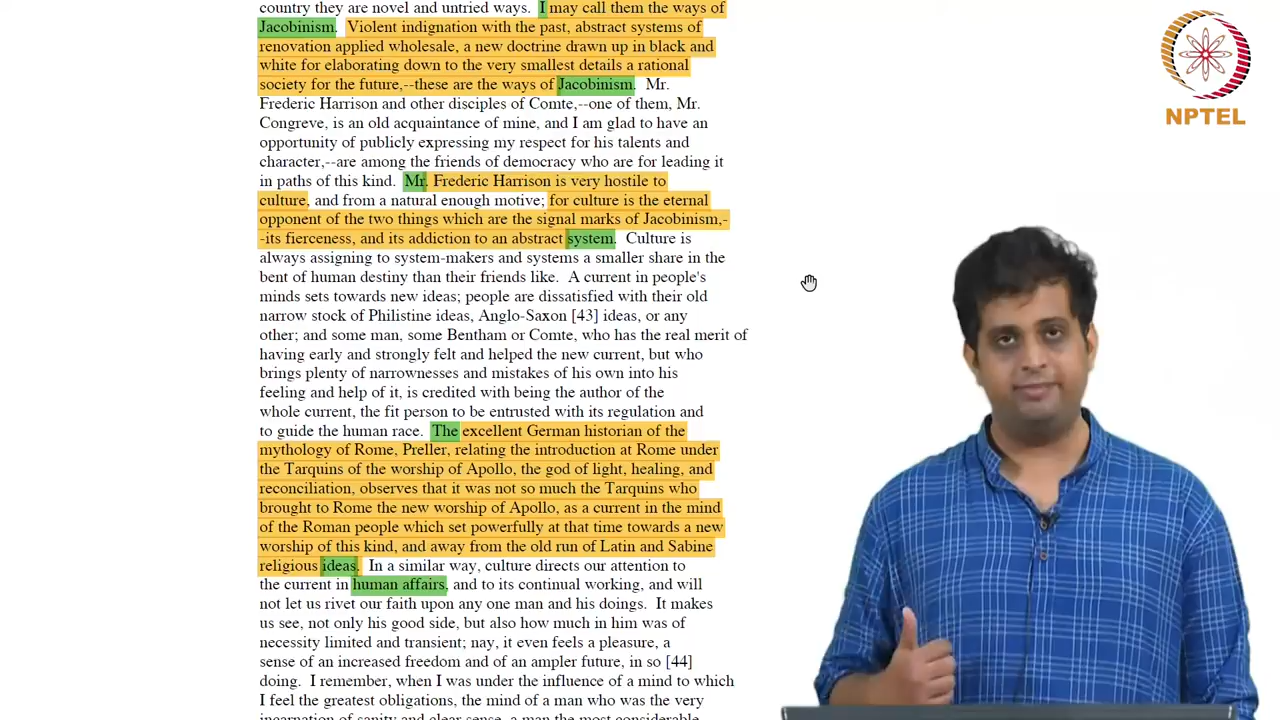 country they are novel and untried ways. I may call them the ways of
Jacobinism. Violent indignation with the past, abstract systems of
renovation applied wholesale, a new doctrine drawn up in black and
white for elaborating down to the very smallest details a rational
society for the future,--these are the ways of Jacobinism. Mr.
Frederic Harrison and other disciples of Comte,--one of them, Mr.
Congreve, is an old acquaintance of mine, and I am glad to have an
opportunity of publicly expressing my respect for his talents and
character,--are among the friends of democracy who are for leading it
in paths of this kind. Mr. Frederic Harrison is very hostile to
culture, and from a natural enough motive; for culture is the eternal
opponent of the two things which are the signal marks of Jacobinism,-
-its fierceness, and its addiction to an abstract system. Culture is
always assigning to system-makers and systems a smaller share in the
bent of human destiny than their friends like. A current in people's
minds sets towards new ideas; people are dissatisfied with their old
narrow stock of Philistine ideas, Anglo-Saxon [43] ideas, or any
other; and some man, some Bentham or Comte, who has the real merit of
having early and strongly felt and helped the new current, but who
brings plenty of narrownesses and mistakes of his own into his
feeling and help of it, is credited with being the author of the
whole current, the fit person to be entrusted with its regulation and
to guide the human race. The excellent German historian of the
mythology of Rome, Preller, relating the introduction at Rome under
the Tarquins of the worship of Apollo, the god of light, healing, and
reconciliation, observes that it was not so much the Tarquins who
brought to Rome the new worship of Apollo, as a current in the mind
of the Roman people which set powerfully at that time towards a new
worship of this kind, and away from the old run of Latin and Sabine
religious ideas. In a similar way, culture directs our attention to
the current in human affairs, and to its continual working, and will
not let us rivet our faith upon any one man and his doings. It makes
us see, not only his good side, but also how much in him was of
necessity limited and transient; nay, it even feels a pleasure, a
sense of an increased freedom and of an ampler future, in so [44]
doing. I remember, when I was under the influence of a mind to which
I feel the greatest obligations, the mind of a man who was the very
incarnation of sanity and clear sense, a man the most considerable
NPTEL